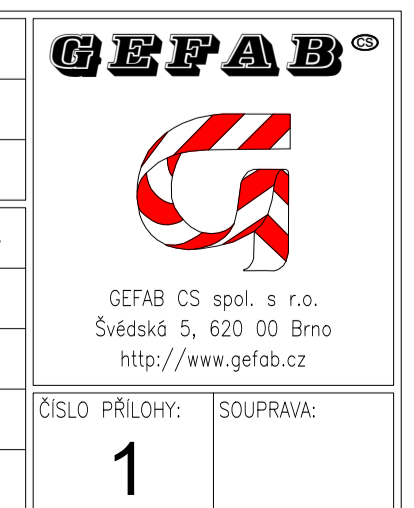 GEFAB CS
GEFAB CS spol. s r.o.
Švédská 5, 620 00 Brno
http://www.gefab.cz
ČÍSLO PŘÍLOHY: SOUPRAVA:
1